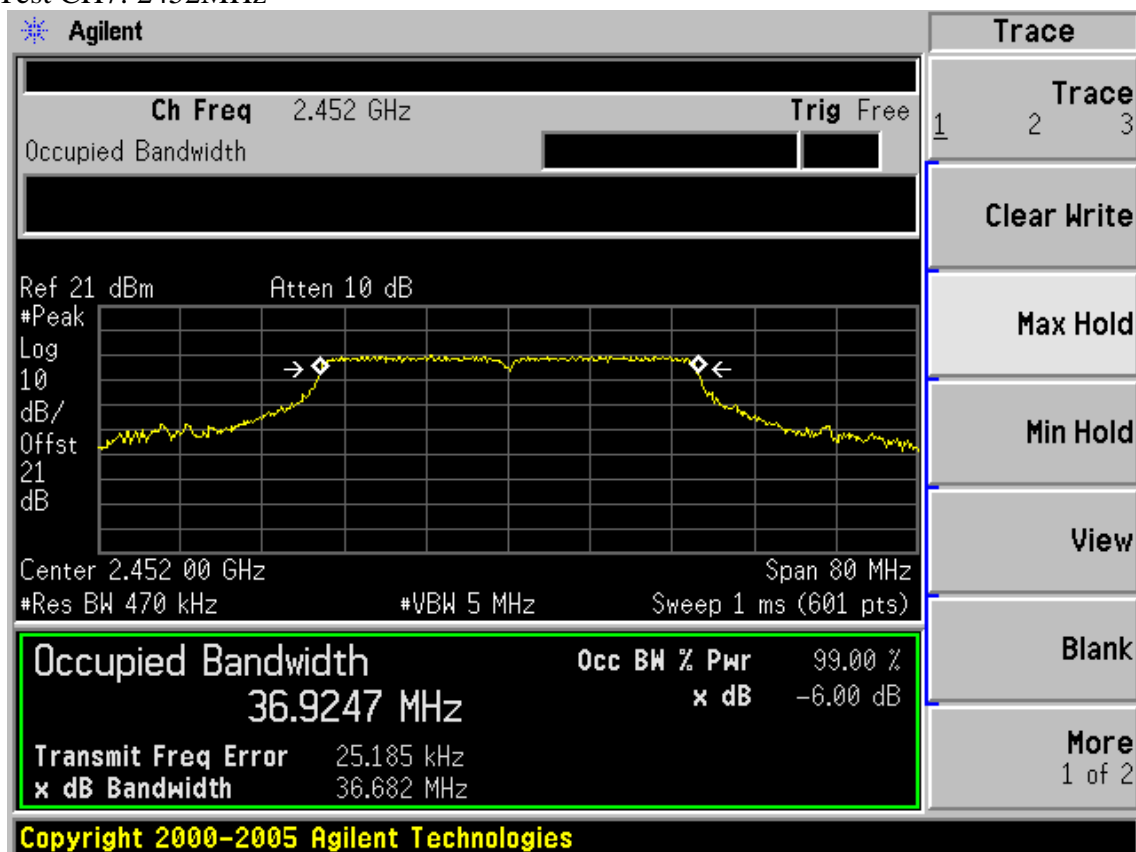 Test CH7: 2452MHz
Agilent
Trace
Ch Freq 2.452 GHz Trig Free
Occupied Bandwidth
Trace
1 2 3
Clear Write
Max Hold
Min Hold
View
Blank
More
1 of 2
Ref 21 dBm Atten 10 dB
#Peak
Log
10
dB/
Offst
21
dB
Center 2.452 00 GHz Span 80 MHz
#Res BW 470 kHz #VBW 5 MHz Sweep 1 ms (601 pts)
Occupied Bandwidth Occ BW % Pwr 99.00 %
36.9247 MHz x dB -6.00 dB
Transmit Freq Error 25.185 kHz
x dB Bandwidth 36.682 MHz
Copyright 2000-2005 Agilent Technologies